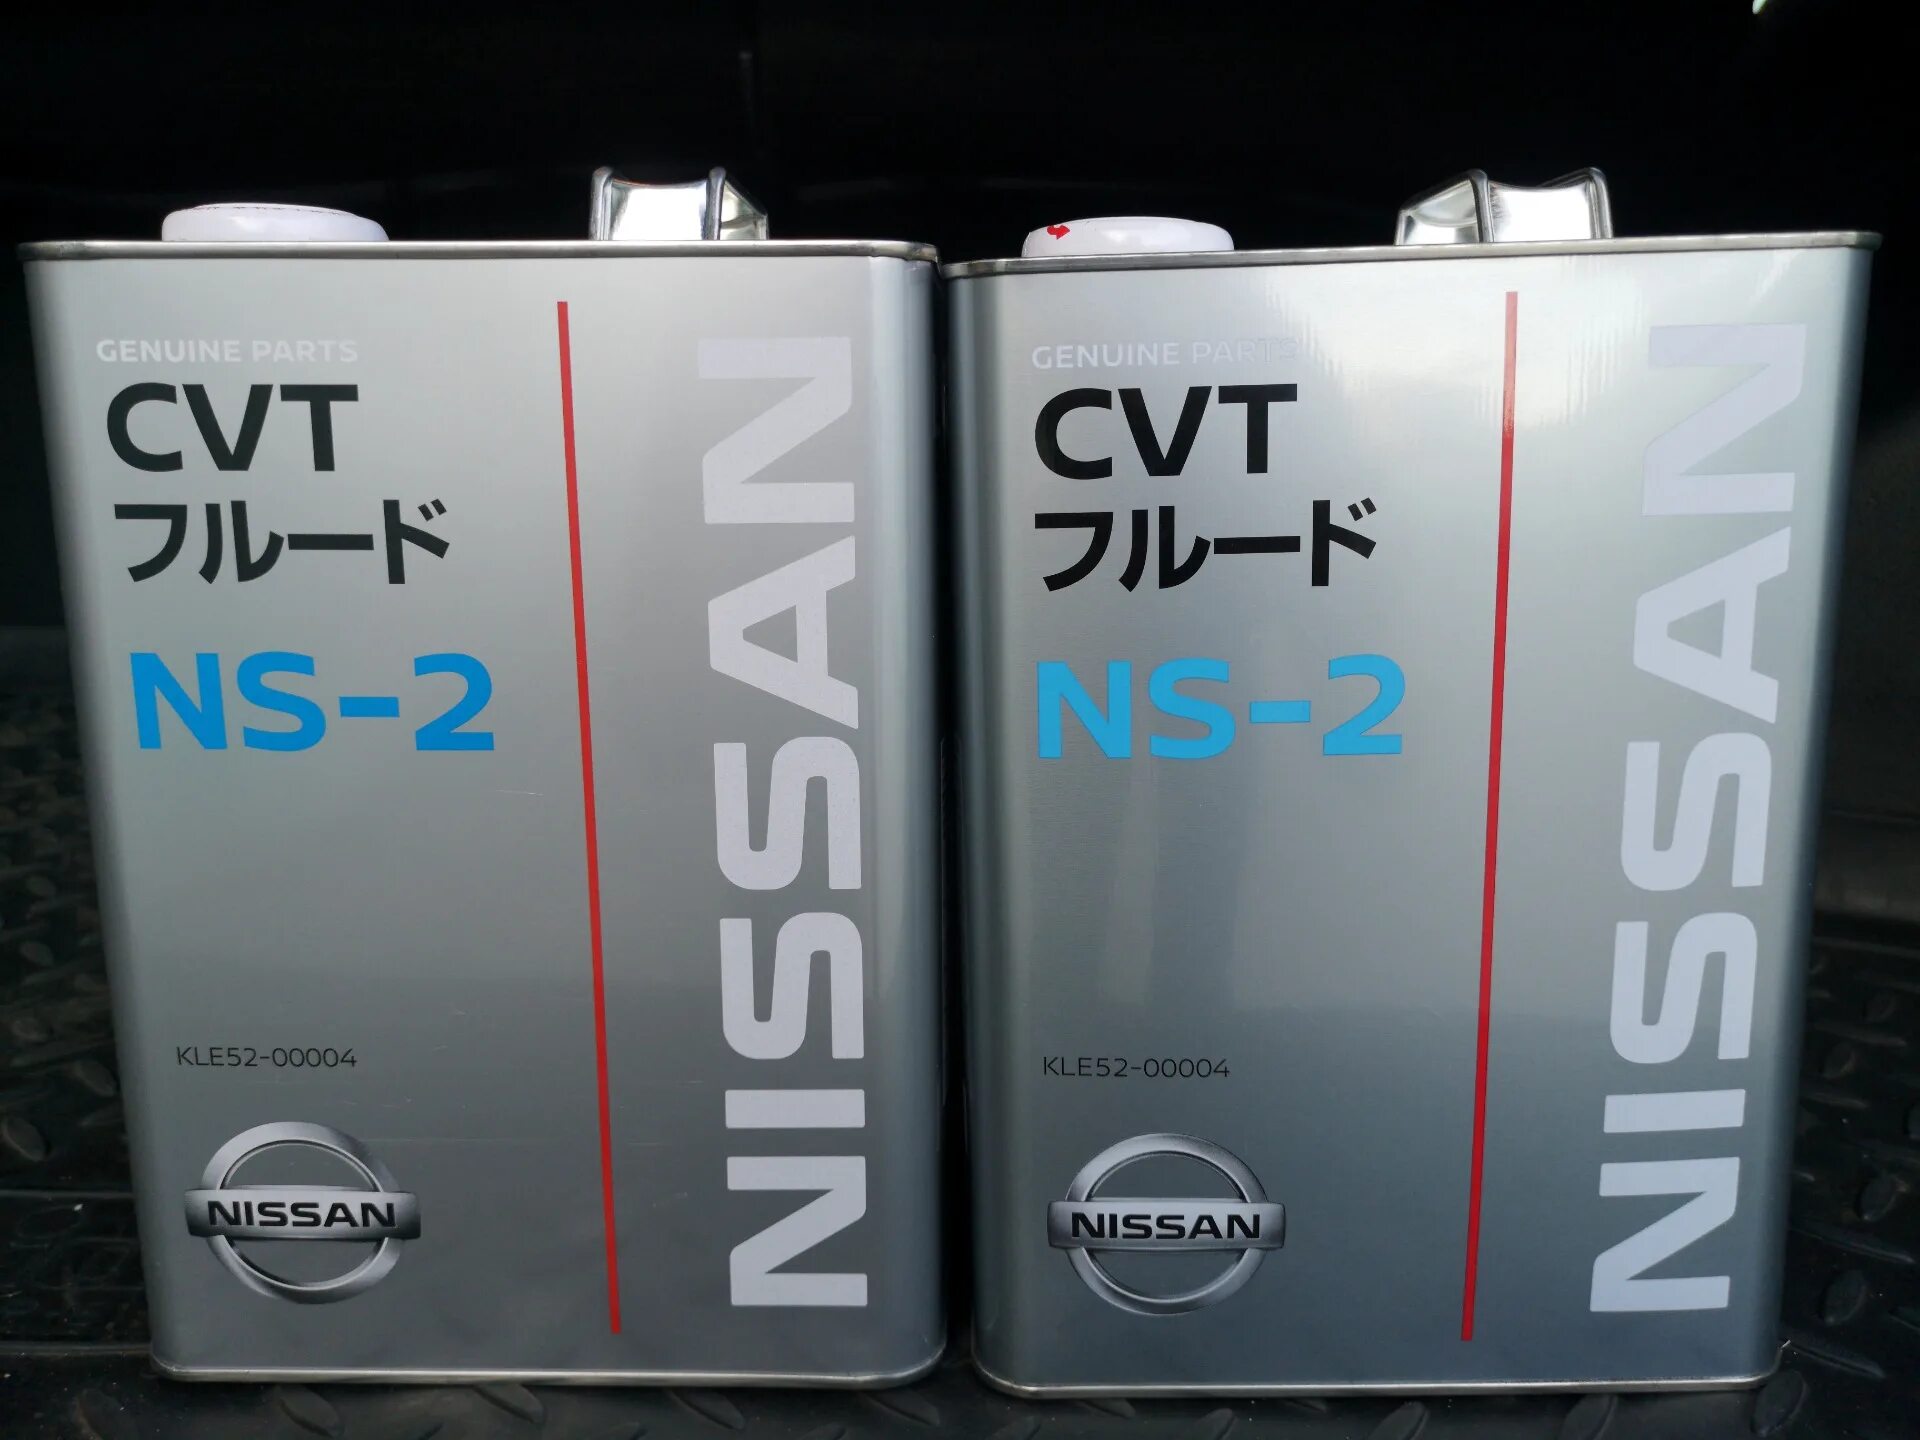 GENUINE PARTS
CVT
フルード
NS-2
KLE52-00004
NISSAN
NISSAN
GENUINE PARTS
CVT
フルード
NS-2
KLE52-00004
NISSAN
NISSAN